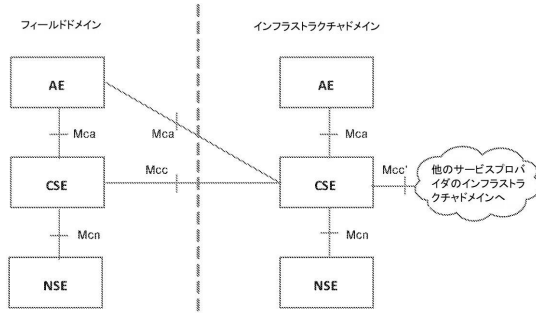 フィールドドメイン
インフラストラクチャドメイン
AE
AE
Mca
Mca
Mca
CSE
Mcc
CSE
Mcc'
他のサービスプロバ
イダのインフラストラ
クチャドメインへ
Mcn
Mcn
NSE
NSE